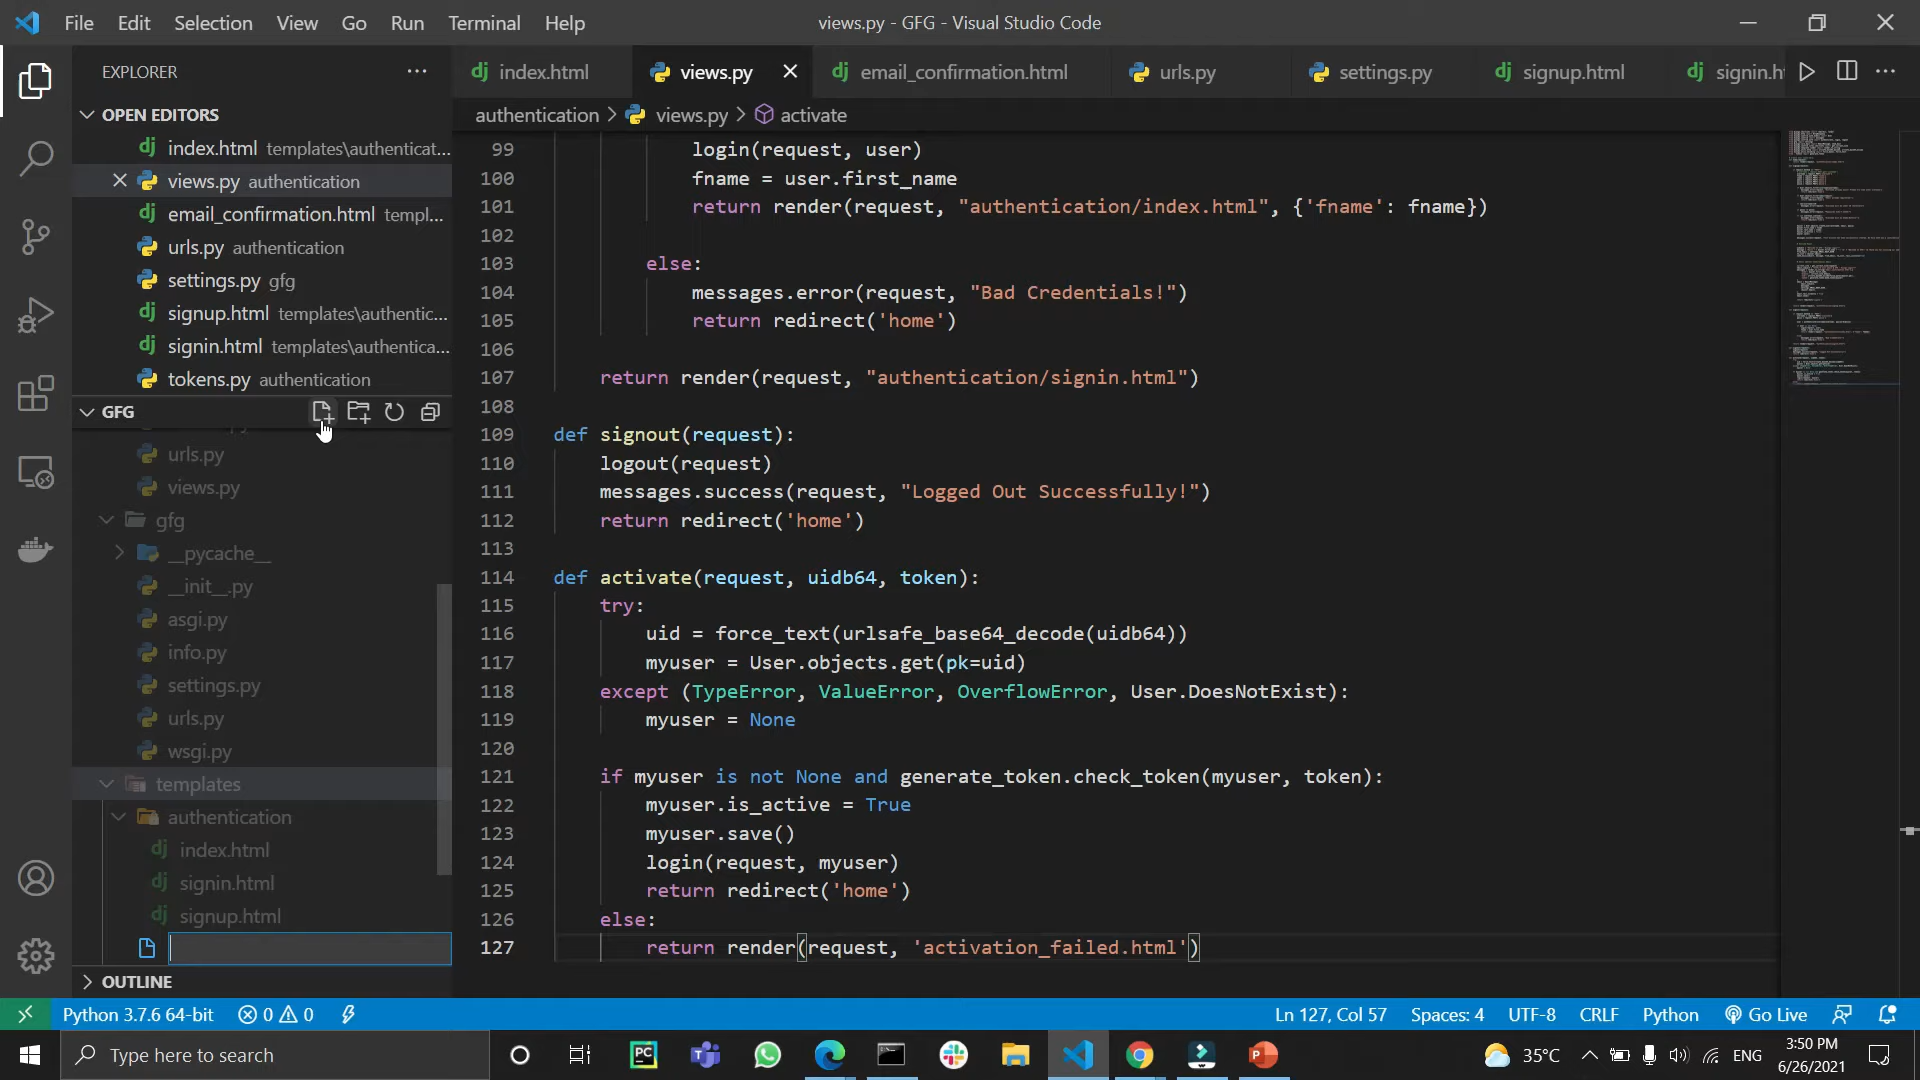 File Edit Selection View Go Run Terminal Help
views.py - GFG - Visual Studio Code
EXPLORER
OPEN EDITORS
index.html templates\authenticat...
views.py authentication
email_confirmation.html templ...
urls.py authentication
settings.py gfg
signup.html templates\authentic...
signin.html templates\authentica...
tokens.py authentication
GFG
urls.py
views.py
gfg
__pycache__
__init__.py
asgi.py
info.py
settings.py
urls.py
wsgi.py
templates
authentication
index.html
signin.html
signup.html
OUTLINE
index.html views.py email_confirmation.html urls.py settings.py signup.html signin.h
authentication > views.py > activate
99 login(request, user)
100 fname = user.first_name
101 return render(request, "authentication/index.html", {'fname': fname})
102
103 else:
104 messages.error(request, "Bad Credentials!")
105 return redirect('home')
106
107 return render(request, "authentication/signin.html")
108
109 def signout(request):
110 logout(request)
111 messages.success(request, "Logged Out Successfully!")
112 return redirect('home')
113
114 def activate(request, uidb64, token):
115 try:
116 uid = force_text(urlsafe_base64_decode(uidb64))
117 myuser = User.objects.get(pk=uid)
118 except (TypeError, ValueError, OverflowError, User.DoesNotExist):
119 myuser = None
120
121 if myuser is not None and generate_token.check_token(myuser, token):
122 myuser.is_active = True
123 myuser.save()
124 login(request, myuser)
125 return redirect('home')
126 else:
127 return render(request, 'activation_failed.html')
Python 3.7.6 64-bit 0 0 Ln 127, Col 57 Spaces: 4 UTF-8 CRLF Python Go Live
Type here to search
35°C ENG
3:50 PM
6/26/2021